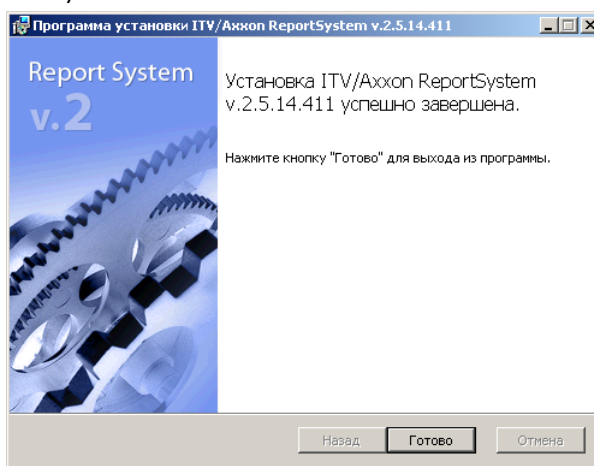 Программа установки ITV/Axxon ReportSystem v.2.5.14.411
Report System
v.2
Установка ITV/Axxon ReportSystem
v.2.5.14.411 успешно завершена.
Нажмите кнопку "Готово" для выхода из программы.
Назад Готово Отмена